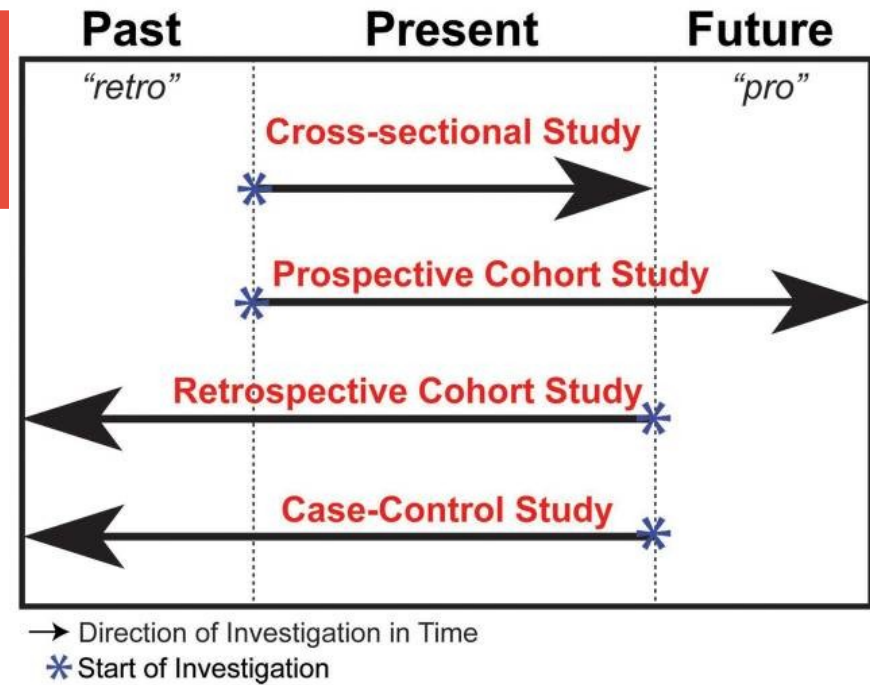 Past Present Future
“retro” “pro”
Cross-sectional Study
Prospective Cohort Study
Retrospective Cohort Study
Case-Control Study
Direction of Investigation in Time
Start of Investigation